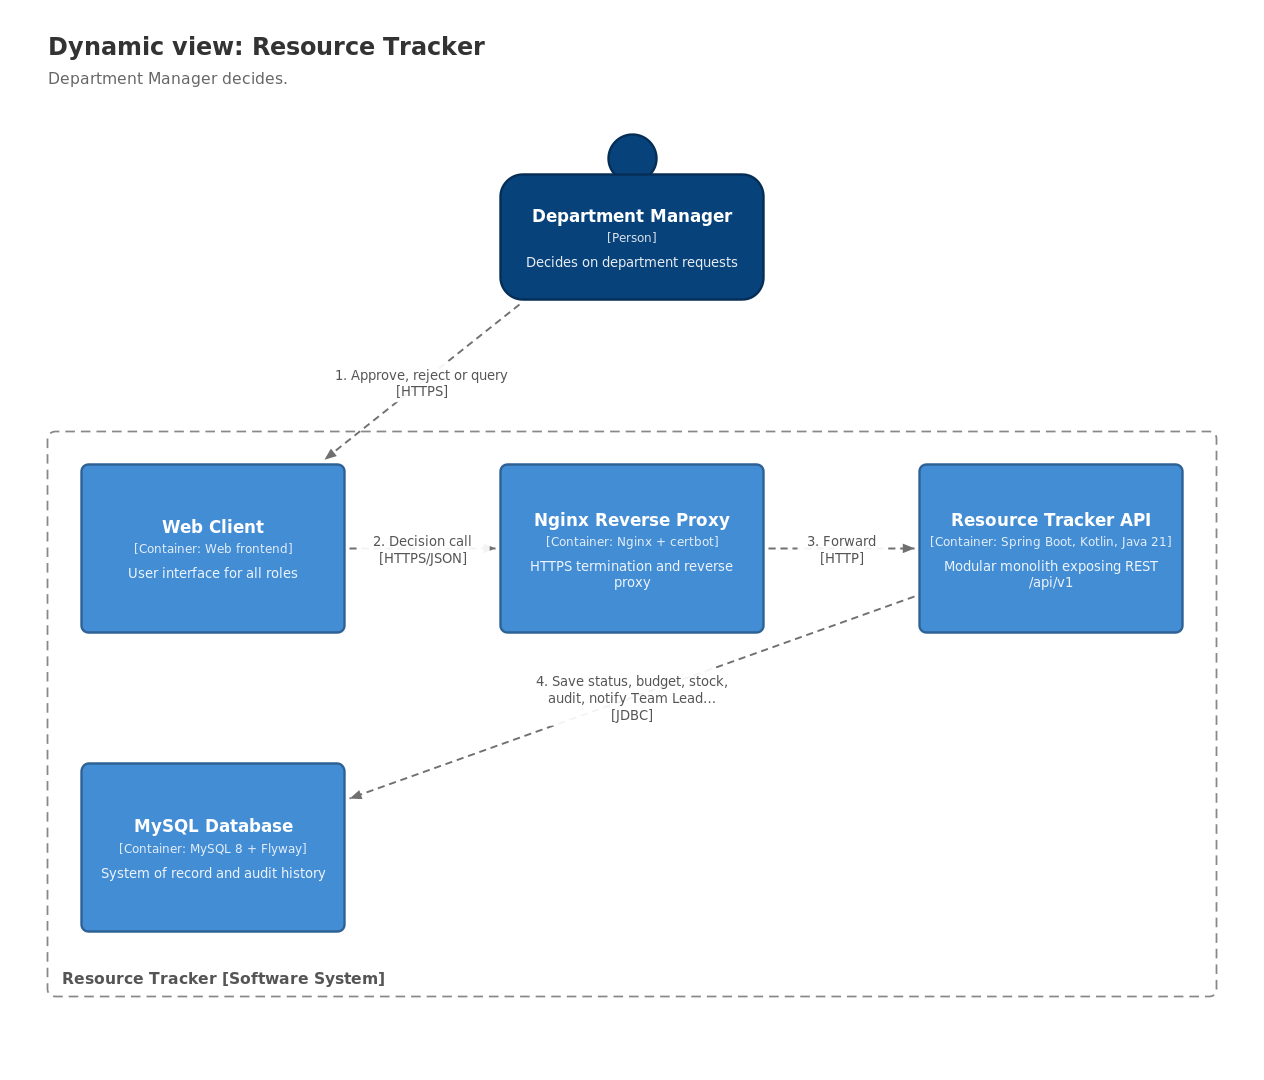 Dynamic view: Resource Tracker
Department Manager decides.
Department Manager
[Person]
Decides on department requests
1. Approve, reject or query
[HTTPS]
Web Client
[Container: Web frontend]
User interface for all roles
2. Decision call
[HTTPS/JSON]
Nginx Reverse Proxy
[Container: Nginx + certbot]
HTTPS termination and reverse
proxy
3. Forward
[HTTP]
Resource Tracker API
[Container: Spring Boot, Kotlin, Java 21]
Modular monolith exposing REST
/api/v1
4. Save status, budget, stock,
audit, notify Team Lead...
[JDBC]
MySQL Database
[Container: MySQL 8 + Flyway]
System of record and audit history
Resource Tracker [Software System]